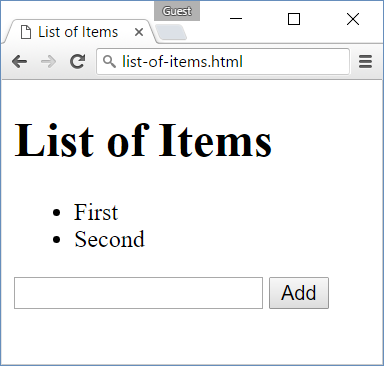 Guest
List of Items
list-of-items.html
List of Items
First
Second
Add